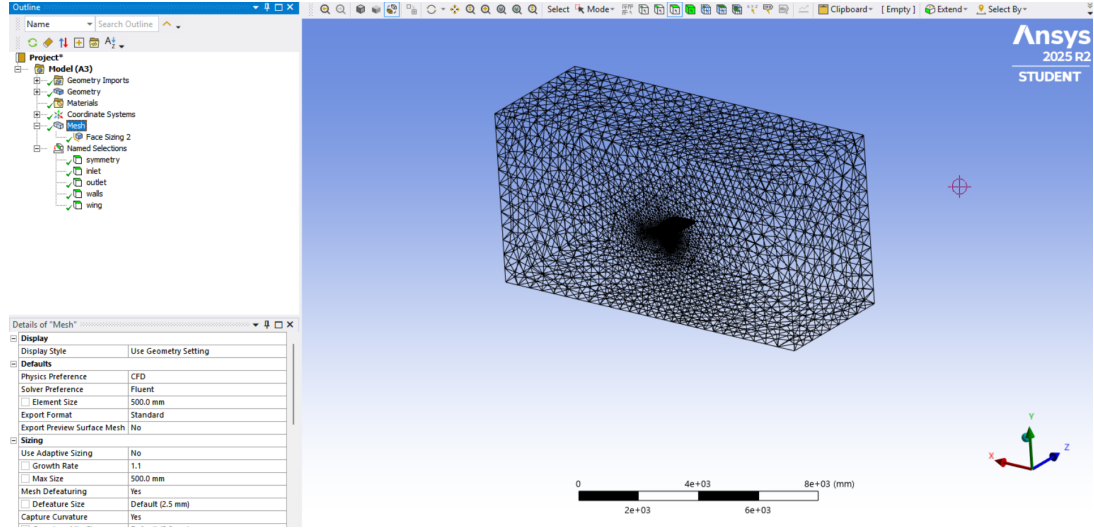 Outline
Name Search Outline
Project*
Model (A3)
Geometry Imports
Geometry
Materials
Coordinate Systems
Mesh
Face Sizing 2
Named Selections
symmetry
inlet
outlet
walls
wing
Details of "Mesh"
Display
Display Style Use Geometry Setting
Defaults
Physics Preference CFD
Solver Preference Fluent
Element Size 500.0 mm
Export Format Standard
Export Preview Surface Mesh No
Sizing
Use Adaptive Sizing No
Growth Rate 1.1
Max Size 500.0 mm
Mesh Defeaturing Yes
Defeature Size Default (2.5 mm)
Capture Curvature Yes
Select Mode Clipboard [ Empty ] Extend Select By
Ansys
2025 R2
STUDENT
Y
X
Z
0 4e+03 8e+03 (mm)
2e+03 6e+03